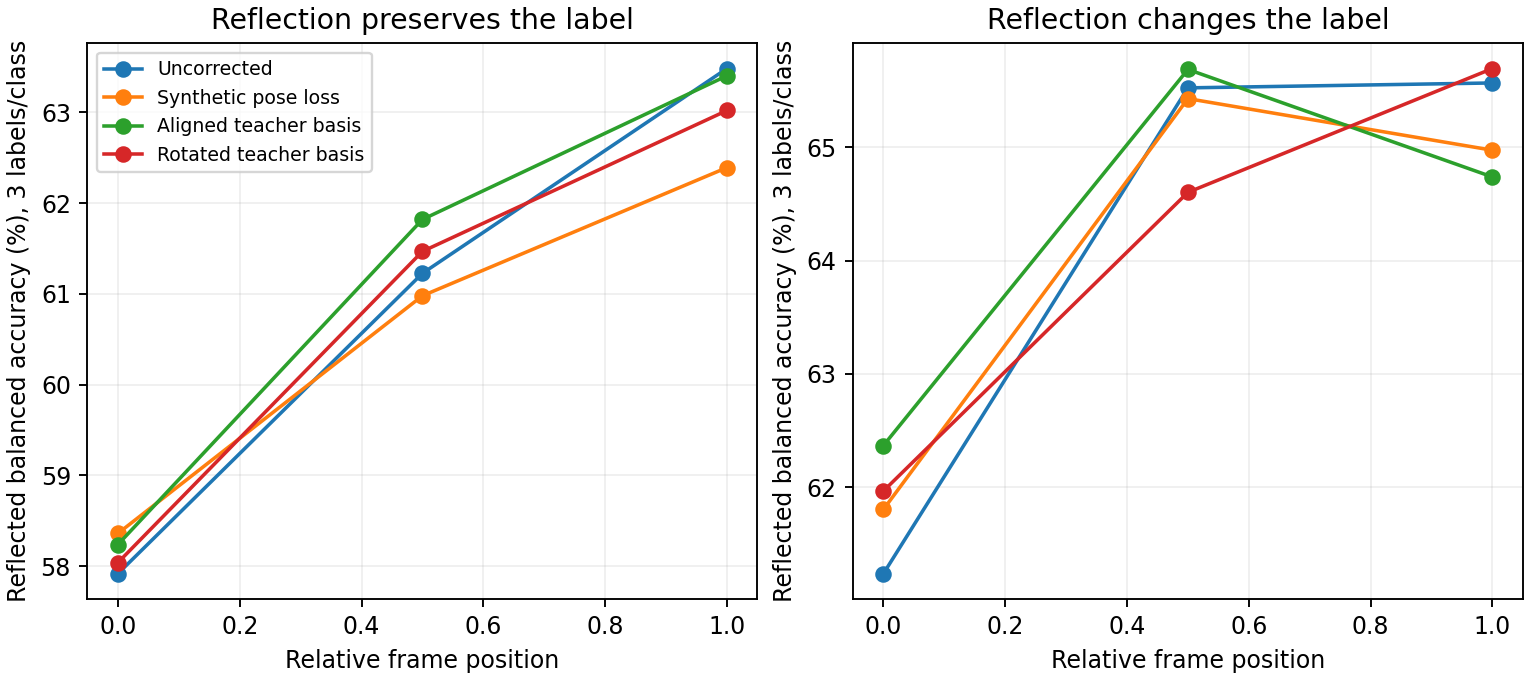 Reflection preserves the label
Reflected balanced accuracy (%), 3 labels/class
63
62
61
60
59
58
Uncorrected
Synthetic pose loss
Aligned teacher basis
Rotated teacher basis
0.0 0.2 0.4 0.6 0.8 1.0
Relative frame position
Reflection changes the label
Reflected balanced accuracy (%), 3 labels/class
65
64
63
62
0.0 0.2 0.4 0.6 0.8 1.0
Relative frame position